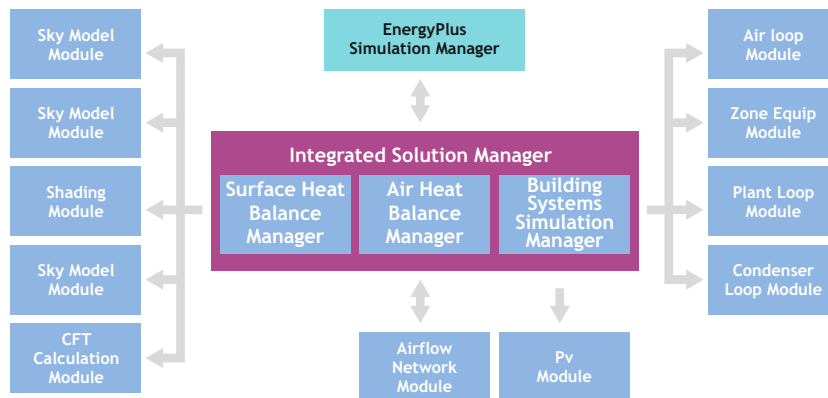 Sky Model
Module
Sky Model
Module
Shading
Module
Sky Model
Module
CFT
Calculation
Module
EnergyPlus
Simulation Manager
Integrated Solution Manager
Surface Heat
Balance
Manager
Air Heat
Balance
Manager
Building
Systems
Simulation
Manager
Airflow
Network
Module
Pv
Module
Air loop
Module
Zone Equip
Module
Plant Loop
Module
Condenser
Loop Module